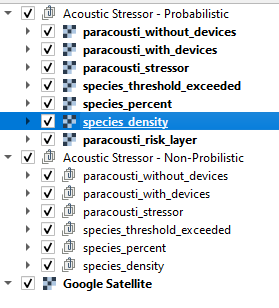 Acoustic Stressor - Probabilistic
paracousti_without_devices
paracousti_with_devices
paracousti_stressor
species_threshold_exceeded
species_percent
species_density
paracousti_risk_layer
Acoustic Stressor - Non-Probilistic
paracousti_without_devices
paracousti_with_devices
paracousti_stressor
species_threshold_exceeded
species_percent
species_density
Google Satellite